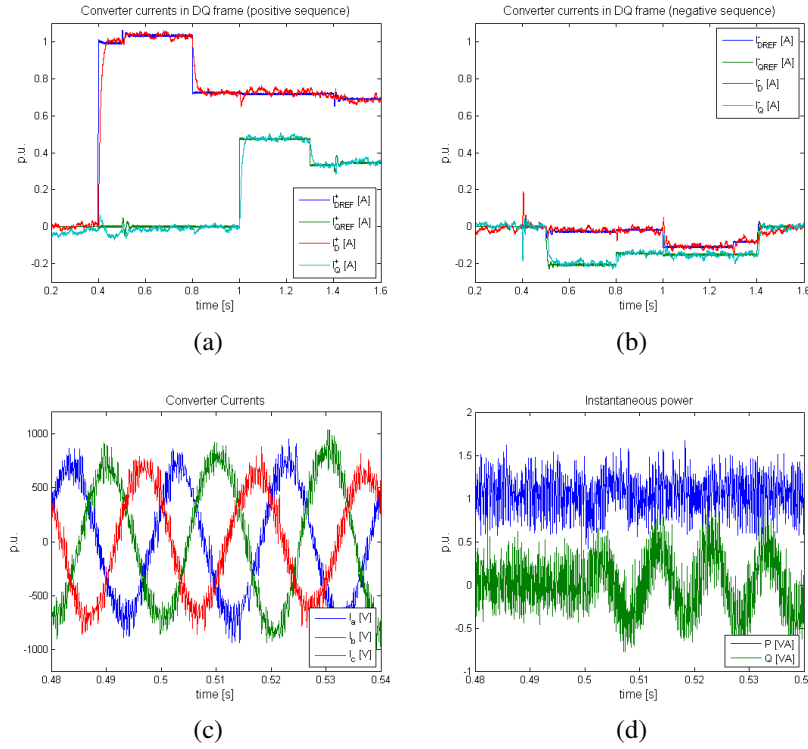 Converter currents in DQ frame (positive sequence)
1
0.8
0.6
0.4
0.2
0
-0.2
p.u.
I+DREF [A]
I+QREF [A]
I+D [A]
I+Q [A]
0.2 0.4 0.6 0.8 1 1.2 1.4 1.6
time [s]
(a)
Converter currents in DQ frame (negative sequence)
1
0.8
0.6
0.4
0.2
0
-0.2
p.u.
I-DREF [A]
I-QREF [A]
I-D [A]
I-Q [A]
0.2 0.4 0.6 0.8 1 1.2 1.4 1.6
time [s]
(b)
Converter Currents
1000
500
0
-500
-1000
p.u.
Ia [V]
Ib [V]
Ic [V]
0.48 0.49 0.5 0.51 0.52 0.53 0.54
time [s]
(c)
Instantaneous power
2
1.5
1
0.5
0
-0.5
-1
p.u.
P [VA]
Q [VA]
0.48 0.49 0.5 0.51 0.52 0.53 0.54
time [s]
(d)